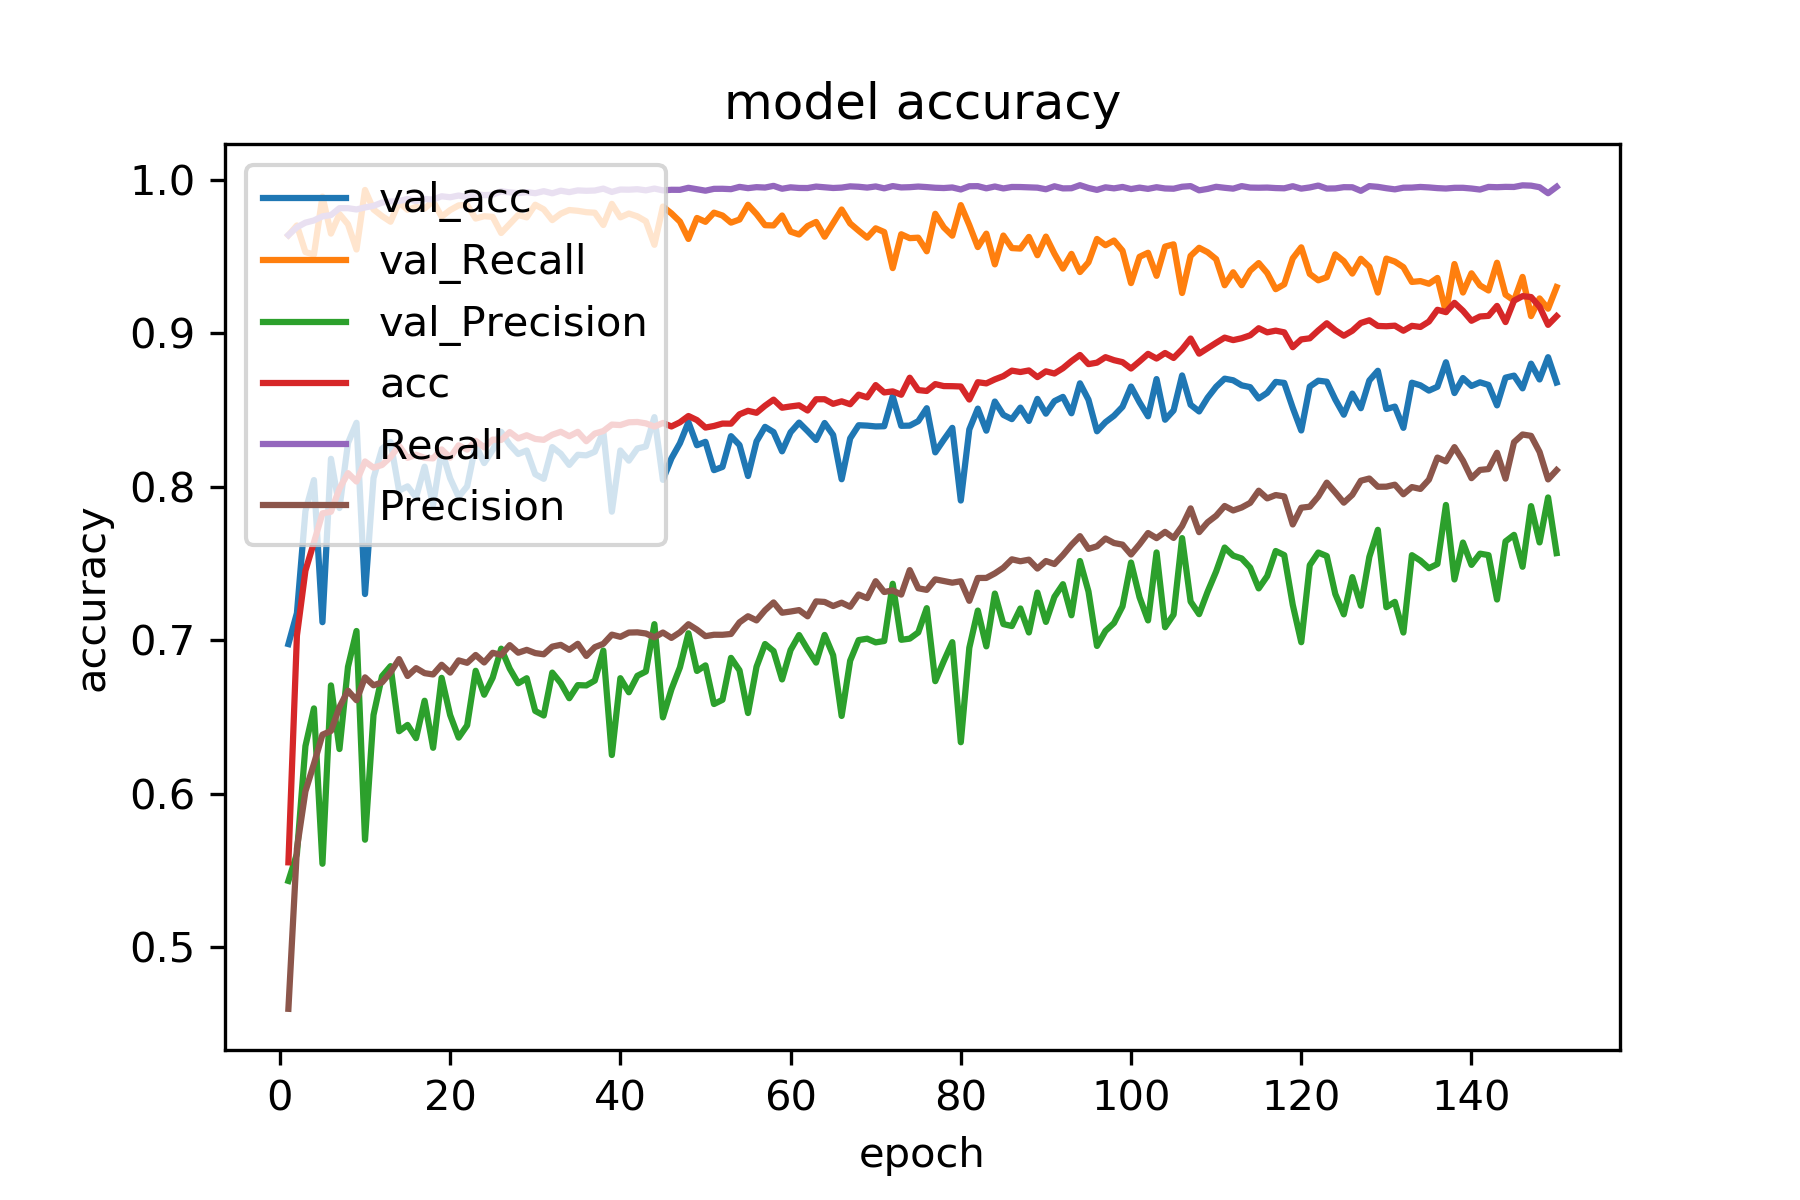 model accuracy
val_acc
val_Recall
val_Precision
acc
Recall
Precision
accuracy
1.0
0.9
0.8
0.7
0.6
0.5
0 20 40 60 80 100 120 140
epoch